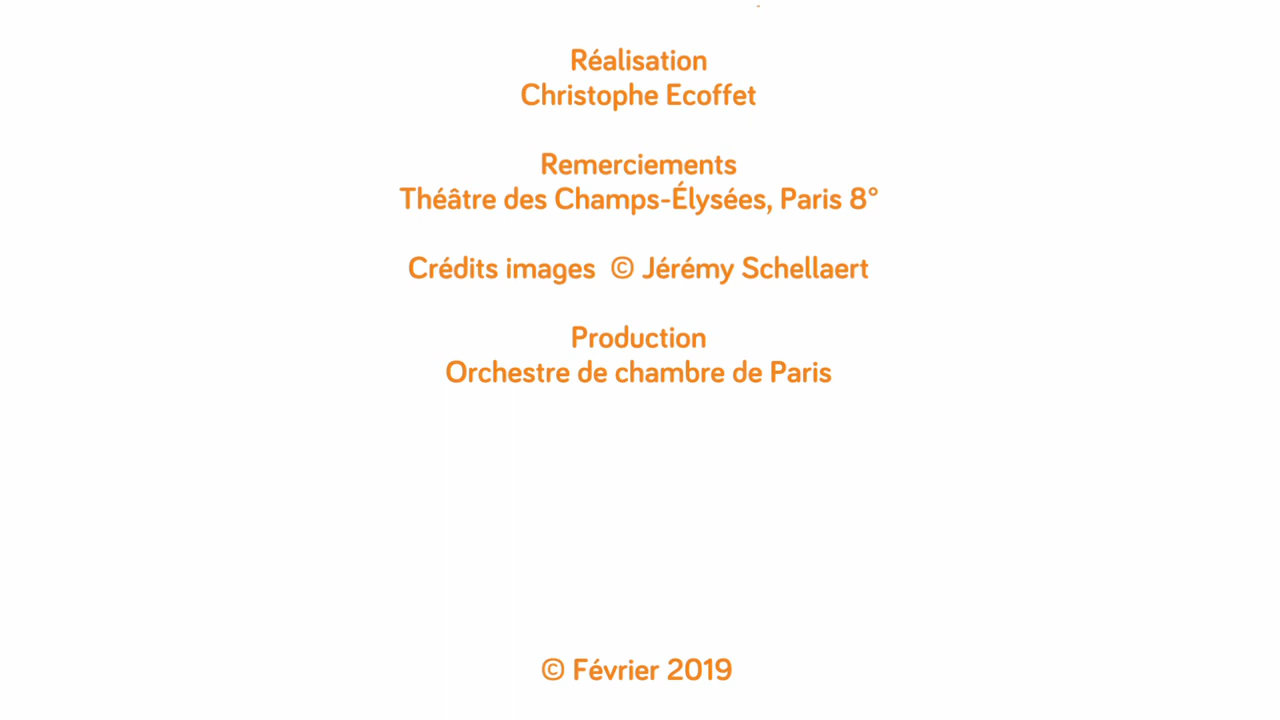 Réalisation
Christophe Ecoffet
Remerciements
Théâtre des Champs-Élysées, Paris 8°
Crédits images © Jérémy Schellaert
Production
Orchestre de chambre de Paris
© Février 2019